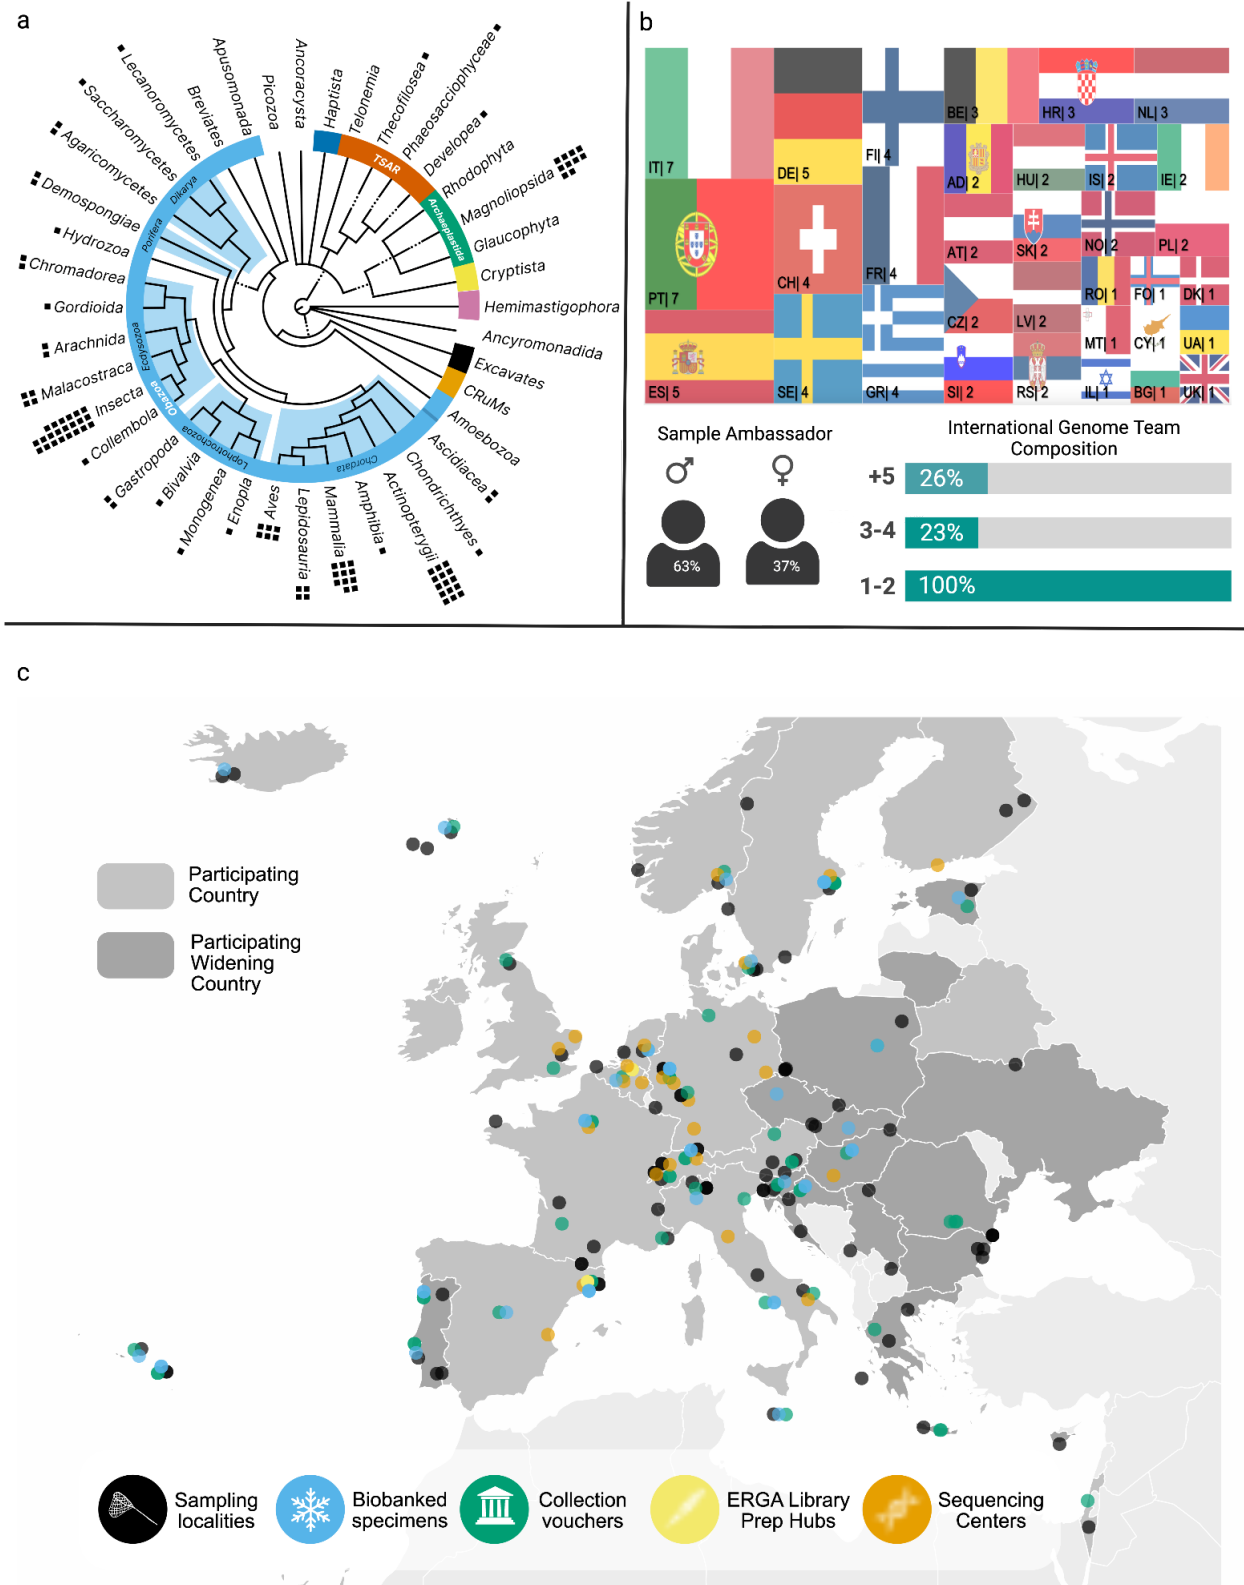 a
Lecanoromycetes
Saccharomycetes
Agaricomycetes
Demospongiae
Hydrozoa
Chromadorea
Gordioida
Arachnida
Malacostraca
Insecta
Collembola
Gastropoda
Bivalvia
Monogenea
Enopla
Aves
Lepidosauria
Mammalia
Amphibia
Actinopterygii
Chondrichthyes
Ascidiacea
Amoebozoa
CRuMs
Excavates
Ancyromonadida
Hemimastigophora
Cryptista
Glaucophyta
Magnoliopsida
Rhodophyta
Developea
Phaeosacciophyceae
Thecofilosea
Telonemia
Haptista
Ancoracysta
Picozoa
Apusomonada
Breviates
TSAR
Archaeplastida
Dikarya
Porifera
Ecdysozoa
Obazoa
Lophotrochozoa
Chordata
b
IT| 7
DE| 5
FI| 4
BE| 3
HR| 3
NL| 3
AD| 2
HU| 2
IS| 2
IE| 2
PT| 7
CH| 4
FR| 4
AT| 2
SK| 2
NO| 2
PL| 2
RO| 1
FO| 1
DK| 1
CZ| 2
LV| 2
MT| 1
CY| 1
UA| 1
ES| 5
SE| 4
GR| 4
SI| 2
RS| 2
IL| 1
BG| 1
UK| 1
Sample Ambassador
63%
37%
International Genome Team
Composition
+5
26%
3-4
23%
1-2
100%
c
Participating
Country
Participating
Widening
Country
Sampling
localities
Biobanked
specimens
Collection
vouchers
ERGA Library
Prep Hubs
Sequencing
Centers